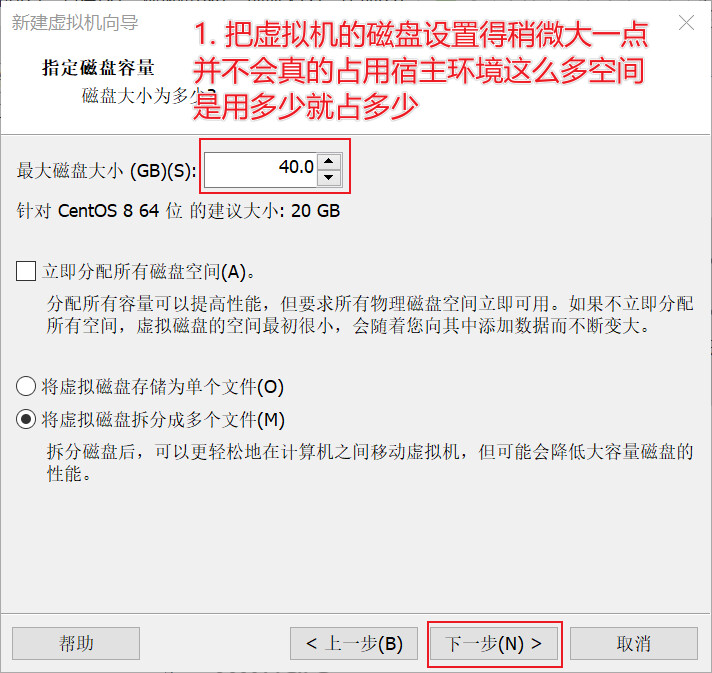 新建虚拟机向导
1. 把虚拟机的磁盘设置得稍微大一点
并不会真的占用宿主环境这么多空间
是用多少就占多少
指定磁盘容量
磁盘大小为多少?
最大磁盘大小 (GB)(S): 40.0
针对 CentOS 8 64 位 的建议大小: 20 GB
立即分配所有磁盘空间(A)。
分配所有容量可以提高性能，但要求所有物理磁盘空间立即可用。如果不立即分配
所有空间，虚拟磁盘的空间最初很小，会随着您向其中添加数据而不断变大。
将虚拟磁盘存储为单个文件(O)
将虚拟磁盘拆分成多个文件(M)
拆分磁盘后，可以更轻松地在计算机之间移动虚拟机，但可能会降低大容量磁盘的
性能。
帮助 < 上一步(B) 下一步(N) > 取消